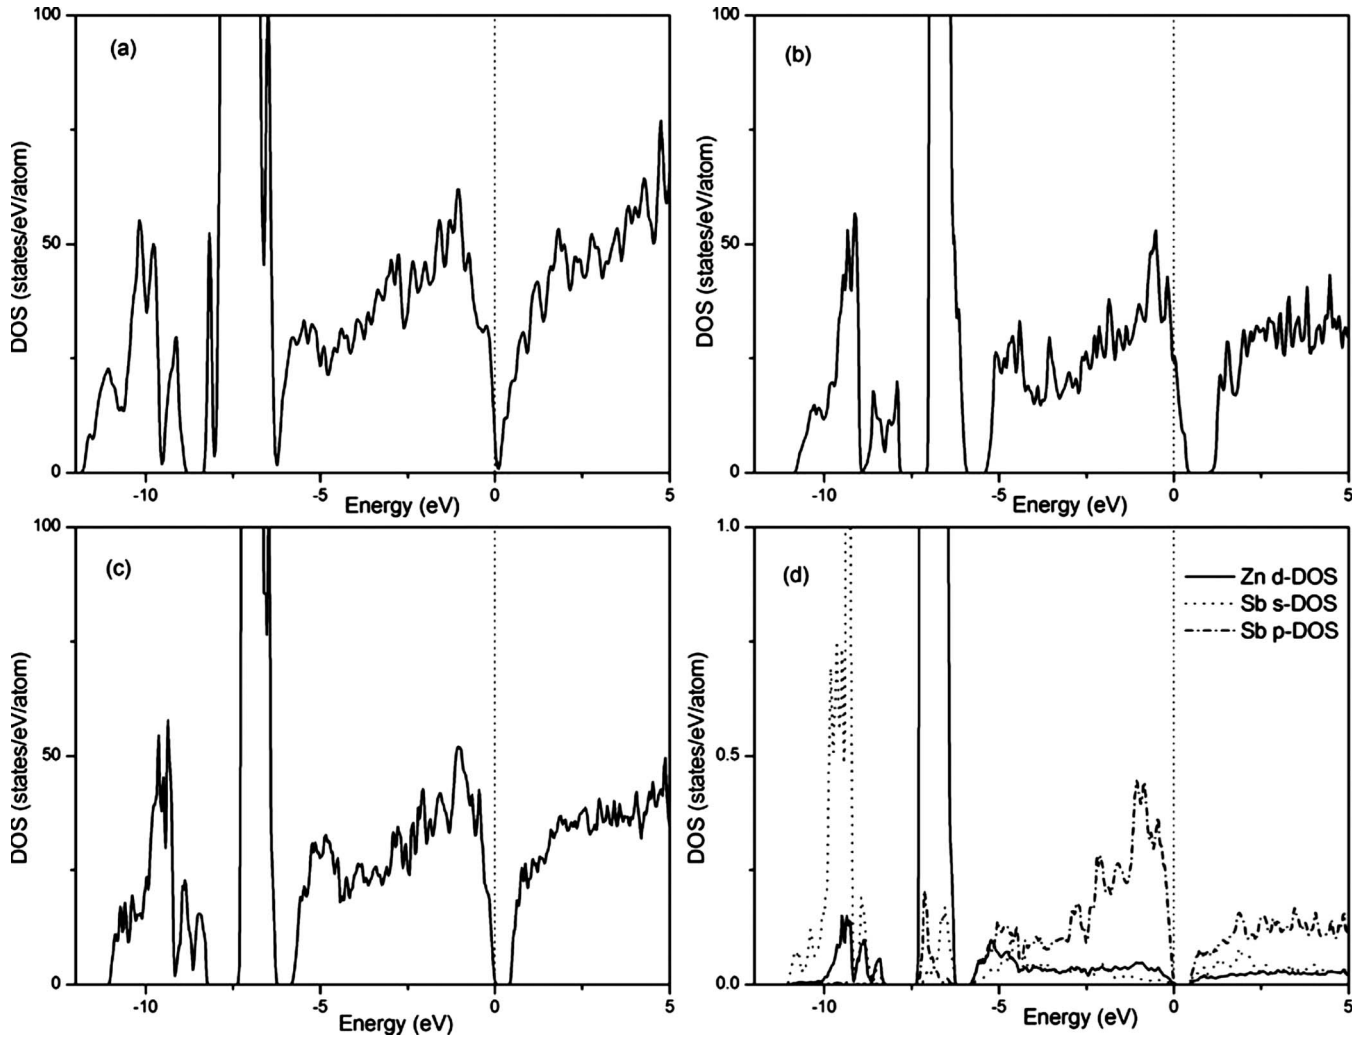 (a)
100
50
0
DOS (states/eV/atom)
-10
-5
0
5
Energy (eV)
(b)
100
50
0
DOS (states/eV/atom)
-10
-5
0
5
Energy (eV)
(c)
100
50
0
DOS (states/eV/atom)
-10
-5
0
5
Energy (eV)
(d)
1.0
0.5
0.0
DOS (states/eV/atom)
Zn d-DOS
Sb s-DOS
Sb p-DOS
-10
-5
0
5
Energy (eV)